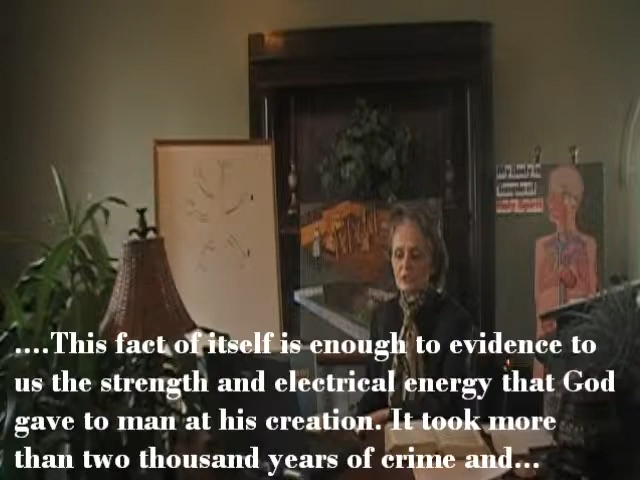 ....This fact of itself is enough to evidence to
us the strength and electrical energy that God
gave to man at his creation. It took more
than two thousand years of crime and...